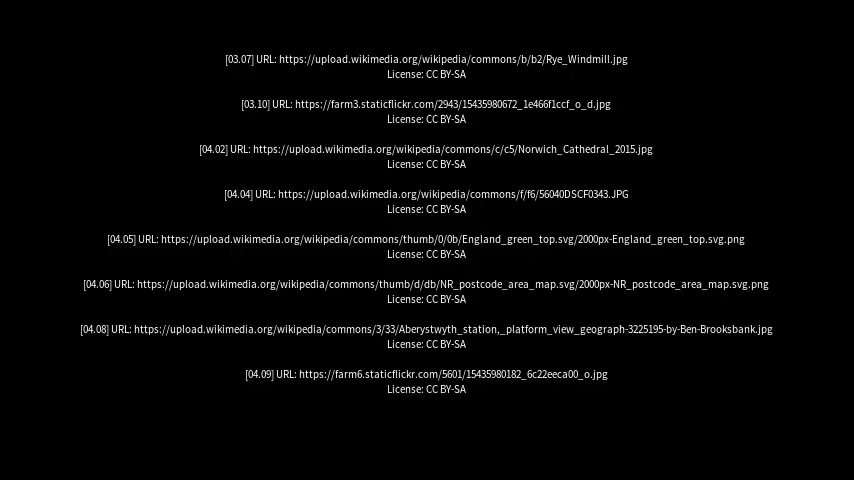 [03.07] URL: https://upload.wikimedia.org/wikipedia/commons/b/b2/Rye_Windmill.jpg
License: CC BY-SA
[03.10] URL: https://farm3.staticflickr.com/2943/15435980672_1e466f1ccf_o_d.jpg
License: CC BY-SA
[04.02] URL: https://upload.wikimedia.org/wikipedia/commons/c/c5/Norwich_Cathedral_2015.jpg
License: CC BY-SA
[04.04] URL: https://upload.wikimedia.org/wikipedia/commons/f/f6/56040DSCF0343.JPG
License: CC BY-SA
[04.05] URL: https://upload.wikimedia.org/wikipedia/commons/thumb/0/0b/England_green_top.svg/2000px-England_green_top.svg.png
License: CC BY-SA
[04.06] URL: https://upload.wikimedia.org/wikipedia/commons/thumb/d/db/NR_postcode_area_map.svg/2000px-NR_postcode_area_map.svg.png
License: CC BY-SA
[04.08] URL: https://upload.wikimedia.org/wikipedia/commons/3/33/Aberystwyth_station,_platform_view_geograph-3225195-by-Ben-Brooksbank.jpg
License: CC BY-SA
[04.09] URL: https://farm6.staticflickr.com/5601/15435980182_6c22eeca00_o.jpg
License: CC BY-SA